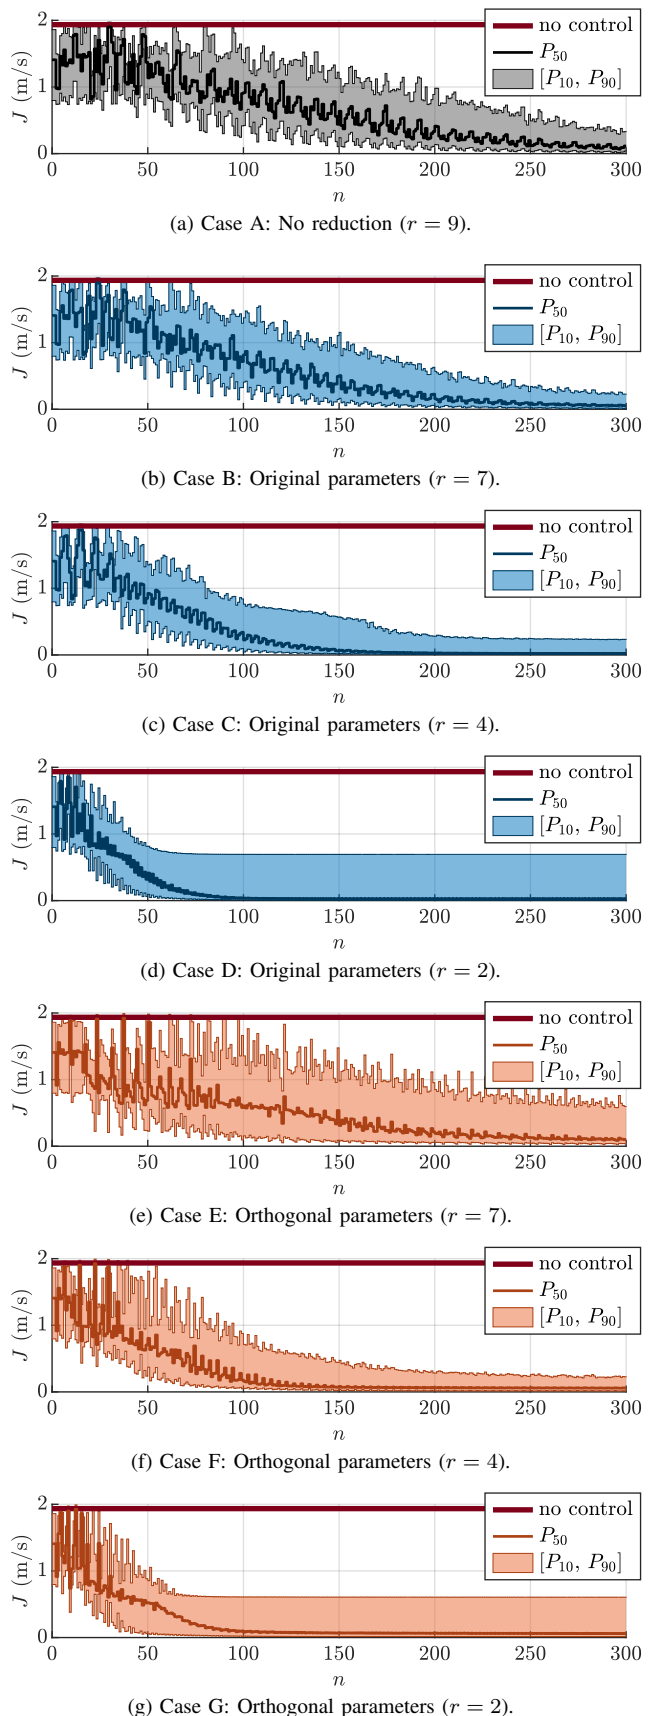 J (m/s)
2
1
0
no control
P50
[P10, P90]
0 50 100 150 200 250 300
n
(a) Case A: No reduction (r = 9).
J (m/s)
2
1
0
no control
P50
[P10, P90]
0 50 100 150 200 250 300
n
(b) Case B: Original parameters (r = 7).
J (m/s)
2
1
0
no control
P50
[P10, P90]
0 50 100 150 200 250 300
n
(c) Case C: Original parameters (r = 4).
J (m/s)
2
1
0
no control
P50
[P10, P90]
0 50 100 150 200 250 300
n
(d) Case D: Original parameters (r = 2).
J (m/s)
2
1
0
no control
P50
[P10, P90]
0 50 100 150 200 250 300
n
(e) Case E: Orthogonal parameters (r = 7).
J (m/s)
2
1
0
no control
P50
[P10, P90]
0 50 100 150 200 250 300
n
(f) Case F: Orthogonal parameters (r = 4).
J (m/s)
2
1
0
no control
P50
[P10, P90]
0 50 100 150 200 250 300
n
(g) Case G: Orthogonal parameters (r = 2).